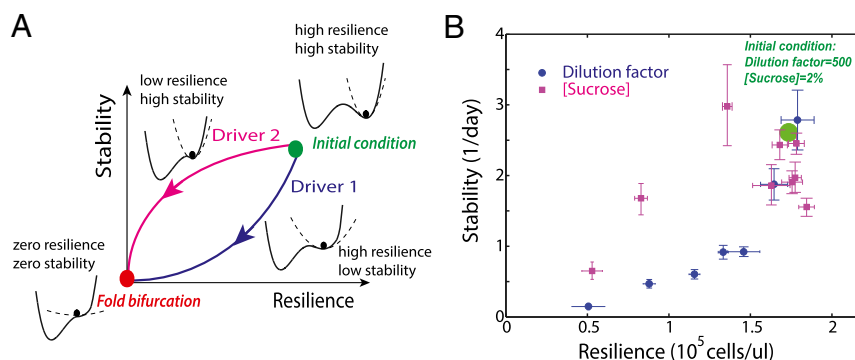 A
high resilience
high stability
low resilience
high stability
Driver 2
Initial condition
Driver 1
Stability
zero resilience
zero stability
high resilience
low stability
Fold bifurcation
Resilience
B
Initial condition:
Dilution factor=500
[Sucrose]=2%
Dilution factor
[Sucrose]
Stability (1/day)
4
3
2
1
0
0 0.5 1 1.5 2
Resilience (10⁵ cells/ul)